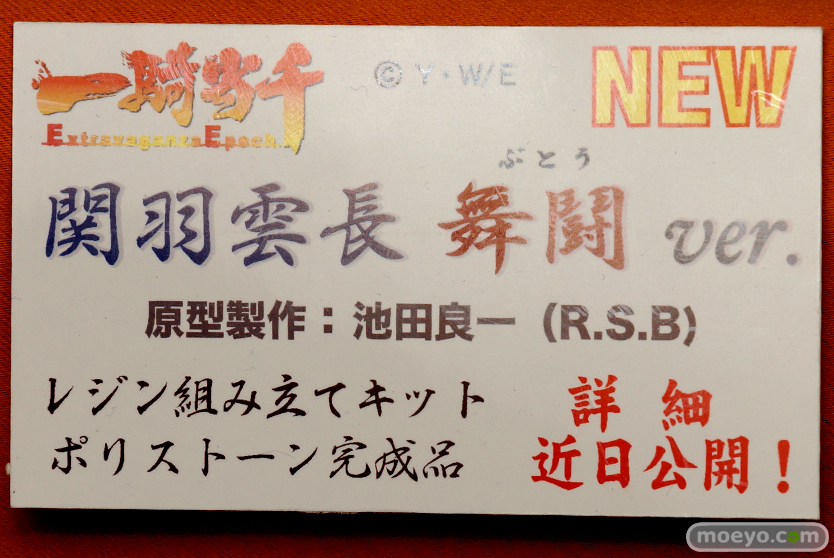 一騎当千
ExtravaganzaEpoch
© Y・W/E
NEW
ぶとう
関羽雲長 舞闘 ver.
原型製作：池田良一（R.S.B）
レジン組み立てキット
ポリストーン完成品
詳細
近日公開！
moeyo.com